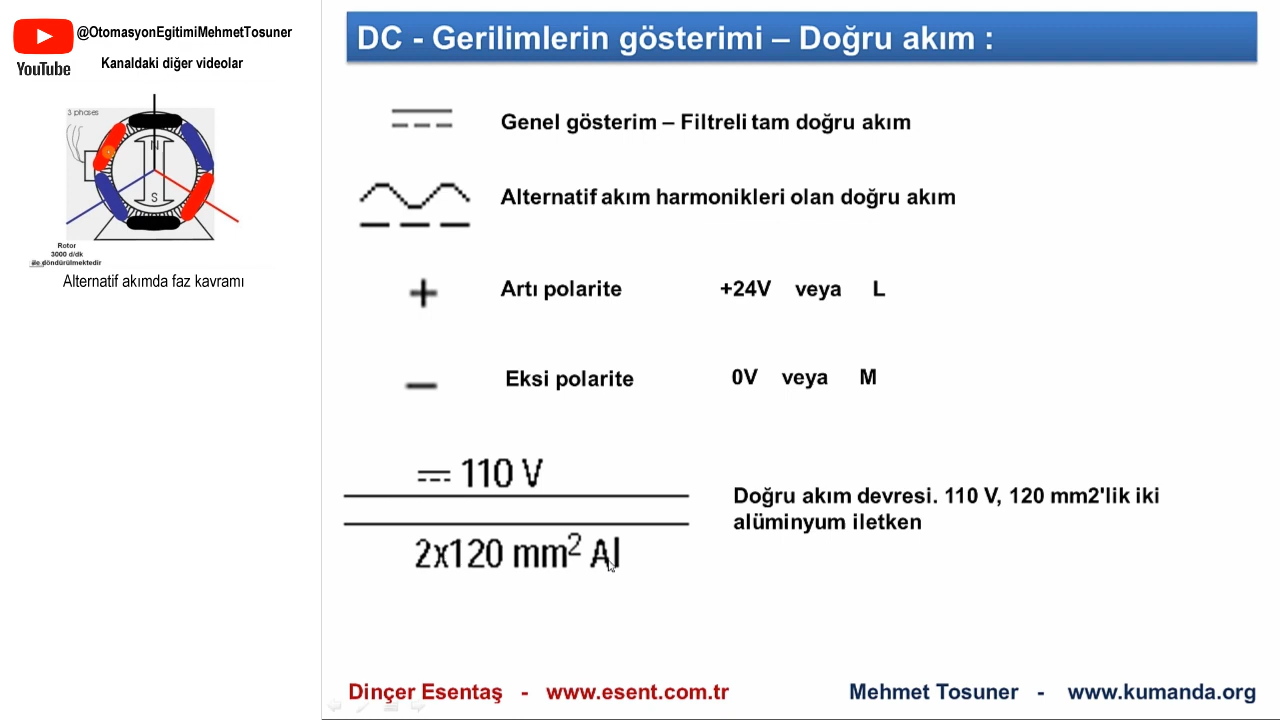 @OtomasyonEgitimiMehmetTosuner
YouTube
Kanaldaki diğer videolar
3 phases
N
S
Rotor
3000 d/dk
ile döndürülmektedir
Alternatif akımda faz kavramı
DC - Gerilimlerin gösterimi – Doğru akım :
Genel gösterim – Filtreli tam doğru akım
Alternatif akım harmonikleri olan doğru akım
+ Artı polarite +24V veya L
– Eksi polarite 0V veya M
110 V
2x120 mm² Al
Doğru akım devresi. 110 V, 120 mm2'lik iki
alüminyum iletken
Dinçer Esentaş - www.esent.com.tr
Mehmet Tosuner - www.kumanda.org